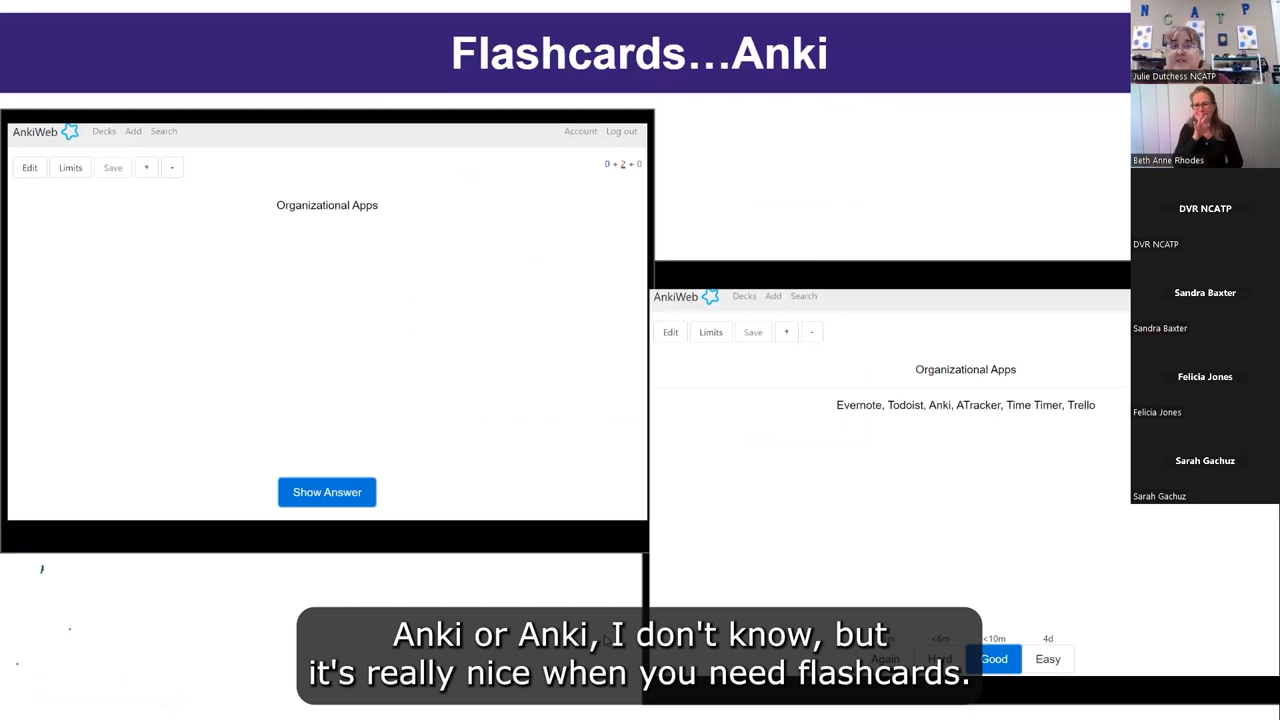 Flashcards...Anki
AnkiWeb Decks Add Search Account Log out
Edit Limits Save + - 0 + 2 + 0
Organizational Apps
Show Answer
AnkiWeb Decks Add Search
Edit Limits Save + -
Organizational Apps
Evernote, Todoist, Anki, ATracker, Time Timer, Trello
<6m <10m 4d
Again Hard Good Easy
Anki or Anki, I don't know, but
it's really nice when you need flashcards.
N C A T P
Julie Dutchess NCATP
Beth Anne Rhodes
DVR NCATP
DVR NCATP
Sandra Baxter
Sandra Baxter
Felicia Jones
Felicia Jones
Sarah Gachuz
Sarah Gachuz